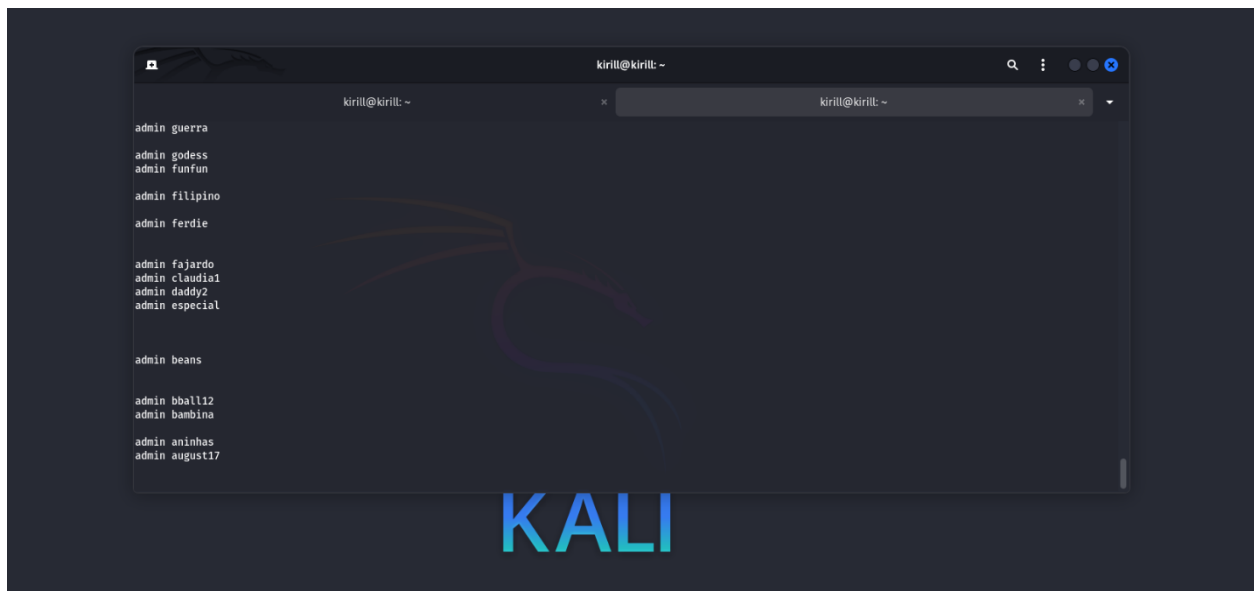 kirill@kirill: ~
kirill@kirill: ~
kirill@kirill: ~
admin guerra
admin godess
admin funfun
admin filipino
admin ferdie
admin fajardo
admin claudia1
admin daddy2
admin especial
admin beans
admin bball12
admin bambina
admin aninhas
admin august17
KALI